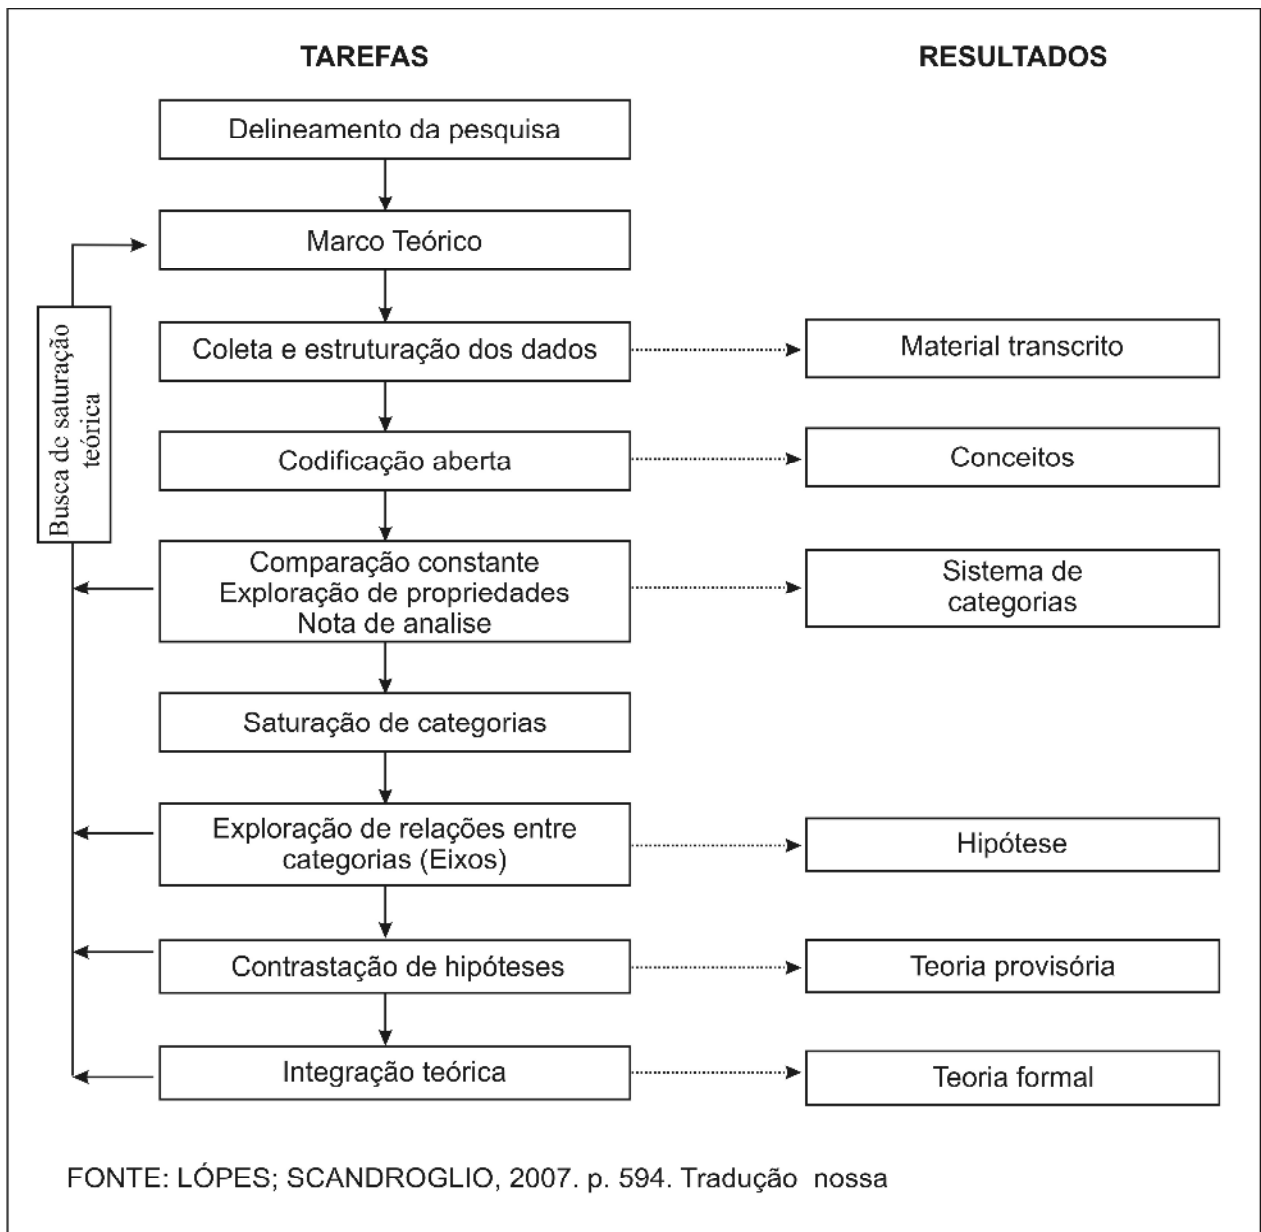 TAREFAS
RESULTADOS
Delineamento da pesquisa
Marco Teórico
Coleta e estruturação dos dados
Material transcrito
Codificação aberta
Conceitos
Busca de saturação
teórica
Comparação constante
Exploração de propriedades
Nota de analise
Sistema de
categorias
Saturação de categorias
Exploração de relações entre
categorias (Eixos)
Hipótese
Contrastação de hipóteses
Teoria provisória
Integração teórica
Teoria formal
FONTE: LÓPES; SCANDROGLIO, 2007. p. 594. Tradução nossa